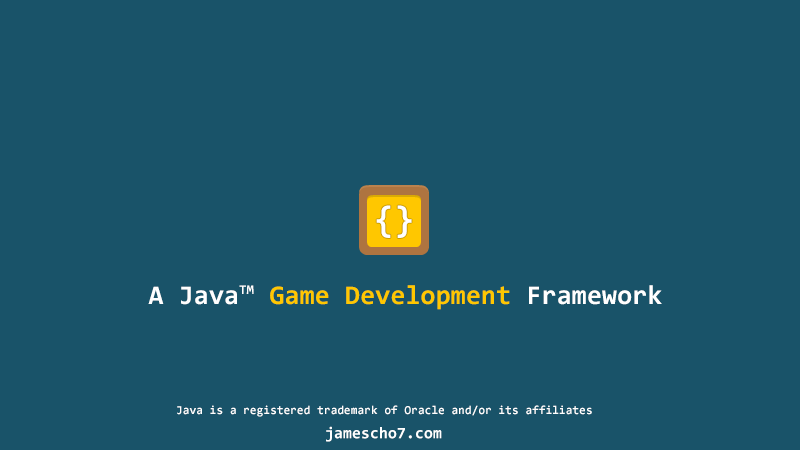 {}
A Java™ Game Development Framework
Java is a registered trademark of Oracle and/or its affiliates
jamescho7.com